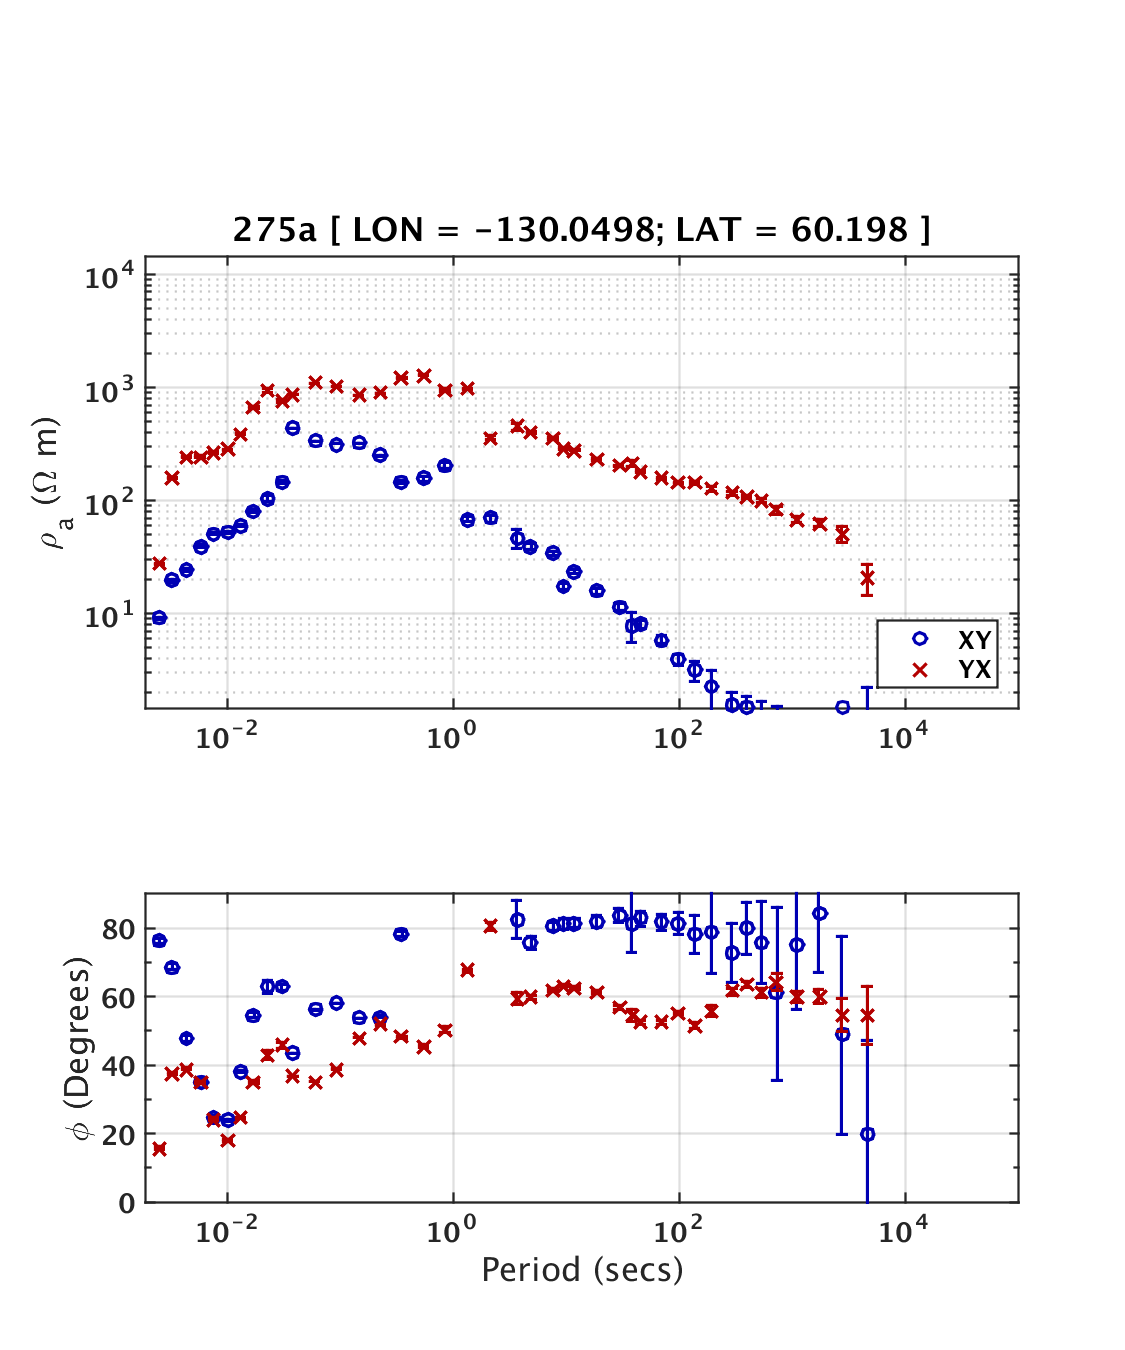 275a [ LON = -130.0498; LAT = 60.198 ]
ρa (Ω m)
10^4
10^3
10^2
10^1
XY
YX
10^-2 10^0 10^2 10^4
ϕ (Degrees)
80
60
40
20
0
10^-2 10^0 10^2 10^4
Period (secs)